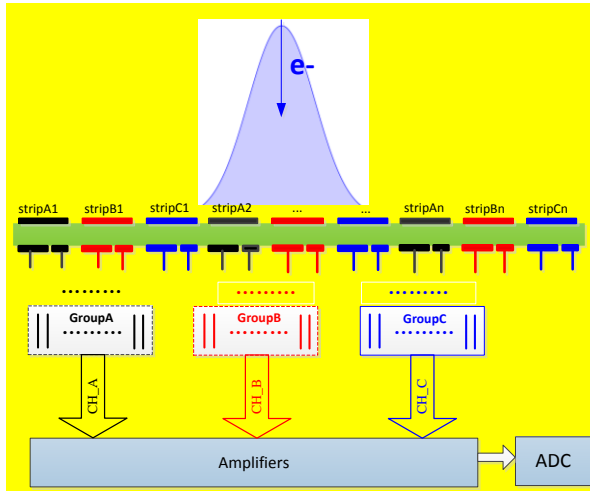 e-
stripA1 stripB1 stripC1 stripA2 ... ... stripAn stripBn stripCn
......... ......... .........
GroupA GroupB GroupC
......... ......... .........
CH_A CH_B CH_C
Amplifiers ADC